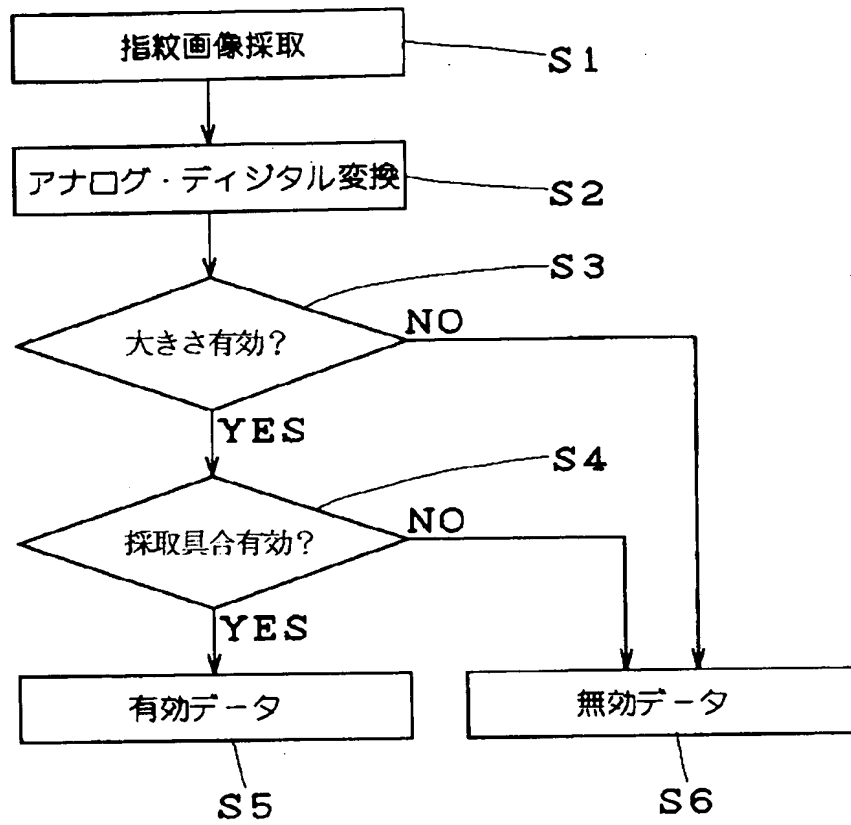 指紋画像採取
S1
アナログ・ディジタル変換
S2
S3
大きさ有効?
NO
YES
S4
採取具合有効?
NO
YES
有効データ
無効データ
S5
S6